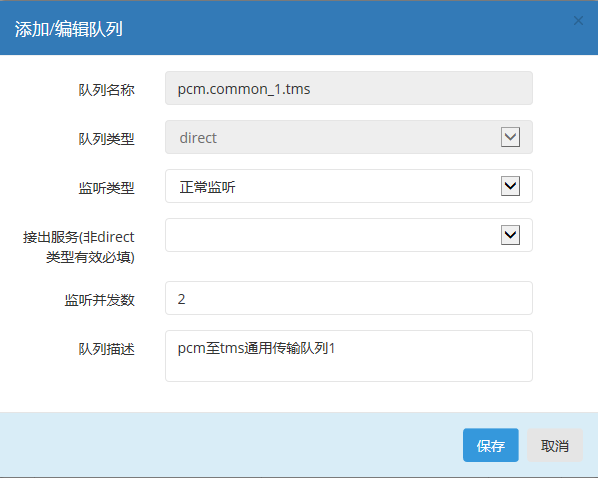 添加/编辑队列
×
队列名称
pcm.common_1.tms
队列类型
direct
监听类型
正常监听
接出服务(非direct
类型有效必填)
监听并发数
2
队列描述
pcm至tms通用传输队列1
保存
取消